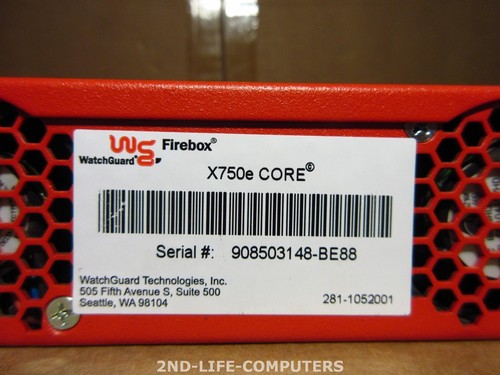 WatchGuard® Firebox®
X750e CORE©
Serial #: 908503148-BE88
WatchGuard Technologies, Inc.
505 Fifth Avenue S, Suite 500
Seattle, WA 98104
281-1052001
2ND-LIFE-COMPUTERS